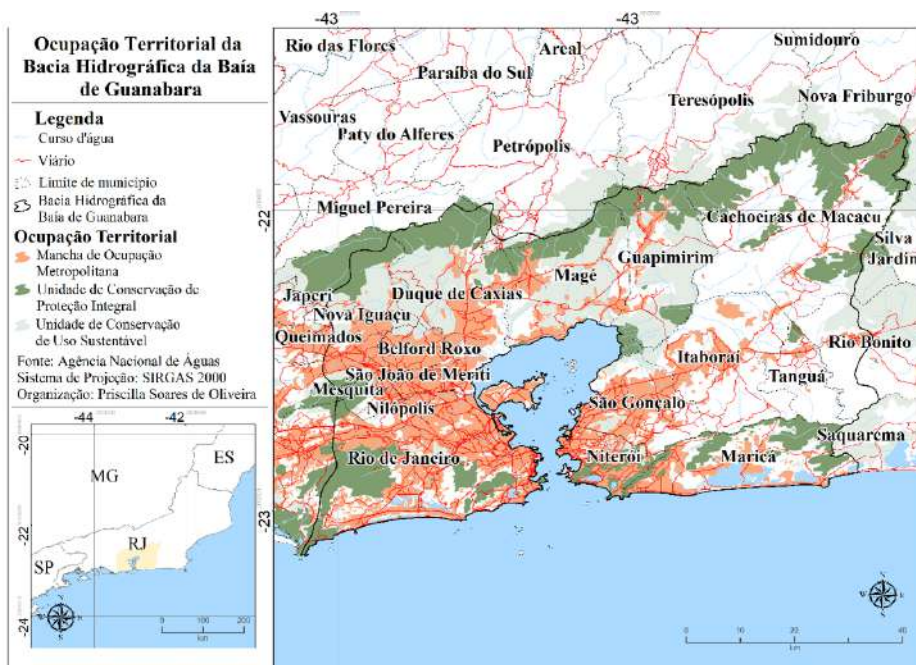 Ocupação Territorial da
Bacia Hidrográfica da Baía
de Guanabara
Legenda
Curso d'água
Viário
Limite de município
Bacia Hidrográfica da
Baía de Guanabara
Ocupação Territorial
Mancha de Ocupação
Metropolitana
Unidade de Conservação de
Proteção Integral
Unidade de Conservação
de Uso Sustentável
Fonte: Agência Nacional de Águas
Sistema de Projeção: SIRGAS 2000
Organização: Priscilla Soares de Oliveira
-44
-42
-20
-22
-24
ES
MG
RJ
SP
N
W
0 100 200
km
-43
-43
-22
-23
Rio das Flores
Areal
Sumidouro
Paraíba do Sul
Teresópolis
Nova Friburgo
Vassouras
Paty do Alferes
Petrópolis
Miguel Pereira
Cachoeiras de Macacu
Silva
Jardim
Guapimirim
Magé
Japeri
Duque de Caxias
Nova Iguaçu
Queimados
Belford Roxo
Itaboraí
Rio Bonito
São João de Meriti
Mesquita
Tanguá
Nilópolis
São Gonçalo
Saquarema
Rio de Janeiro
Niterói
Maricá
N
W
0 10 20 40
km